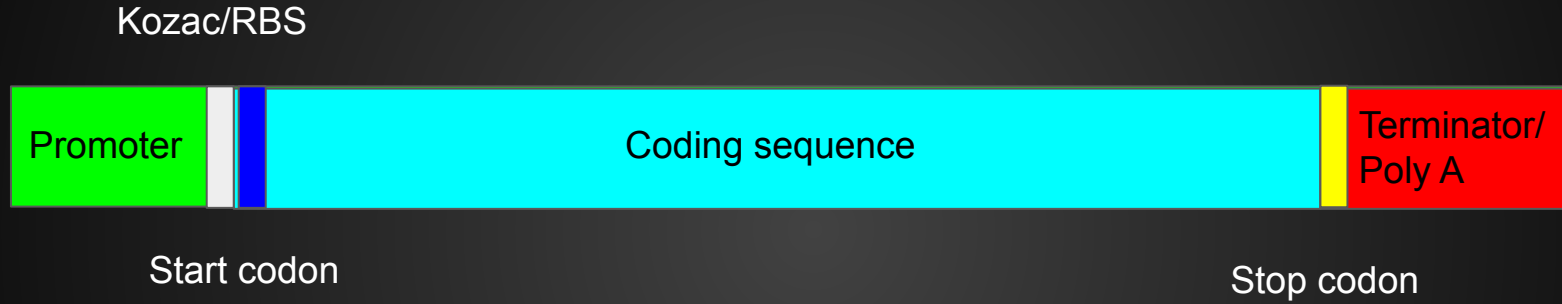 Kozac/RBS
Promoter
Coding sequence
Terminator/
Poly A
Start codon
Stop codon